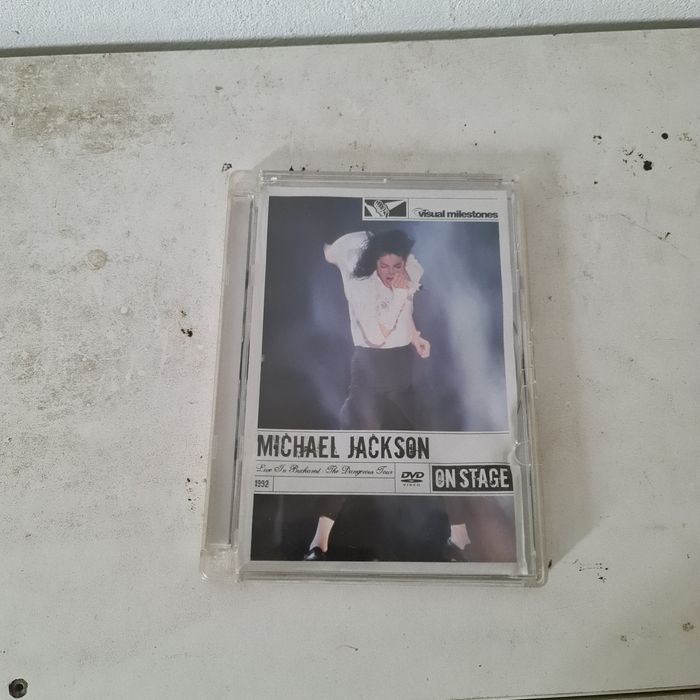 visual milestones
MICHAEL JACKSON
Live In Bucharest: The Dangerous Tour
DVD
VIDEO
ON STAGE
1992